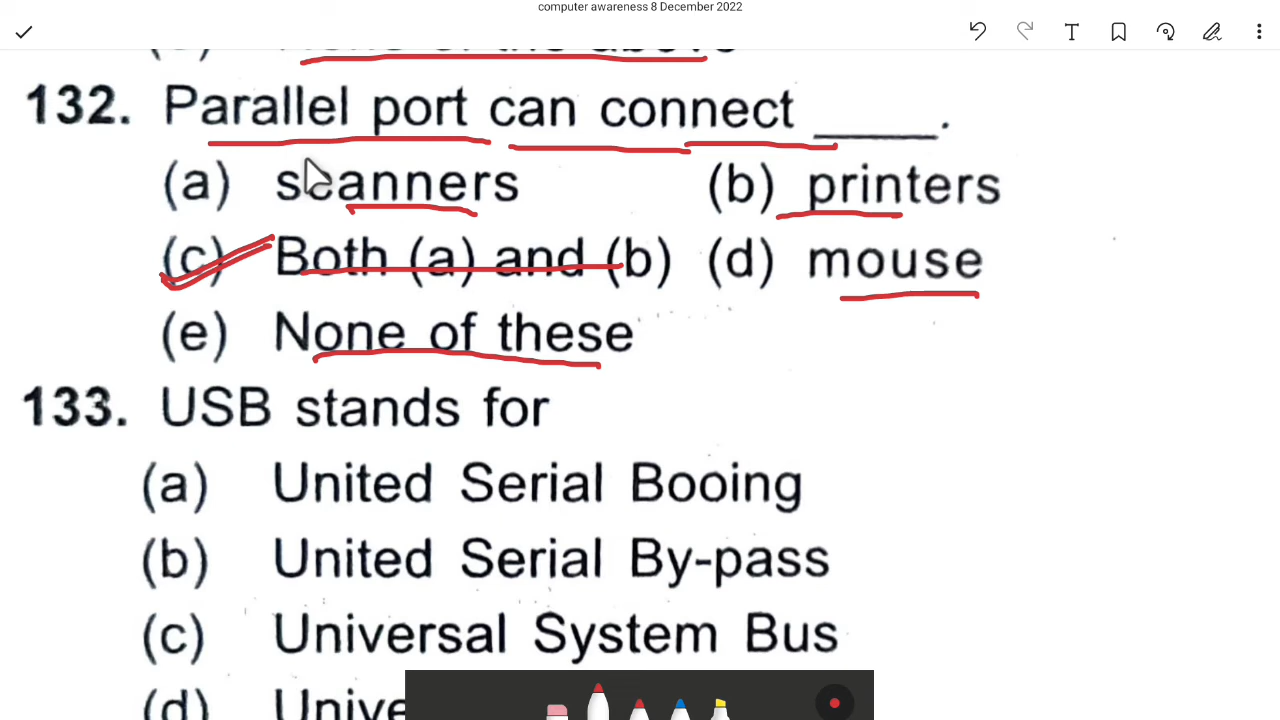 computer awareness 8 December 2022
132. Parallel port can connect _____.
(a) scanners (b) printers
(c) Both (a) and (b) (d) mouse
(e) None of these
133. USB stands for
(a) United Serial Booing
(b) United Serial By-pass
(c) Universal System Bus
(d)